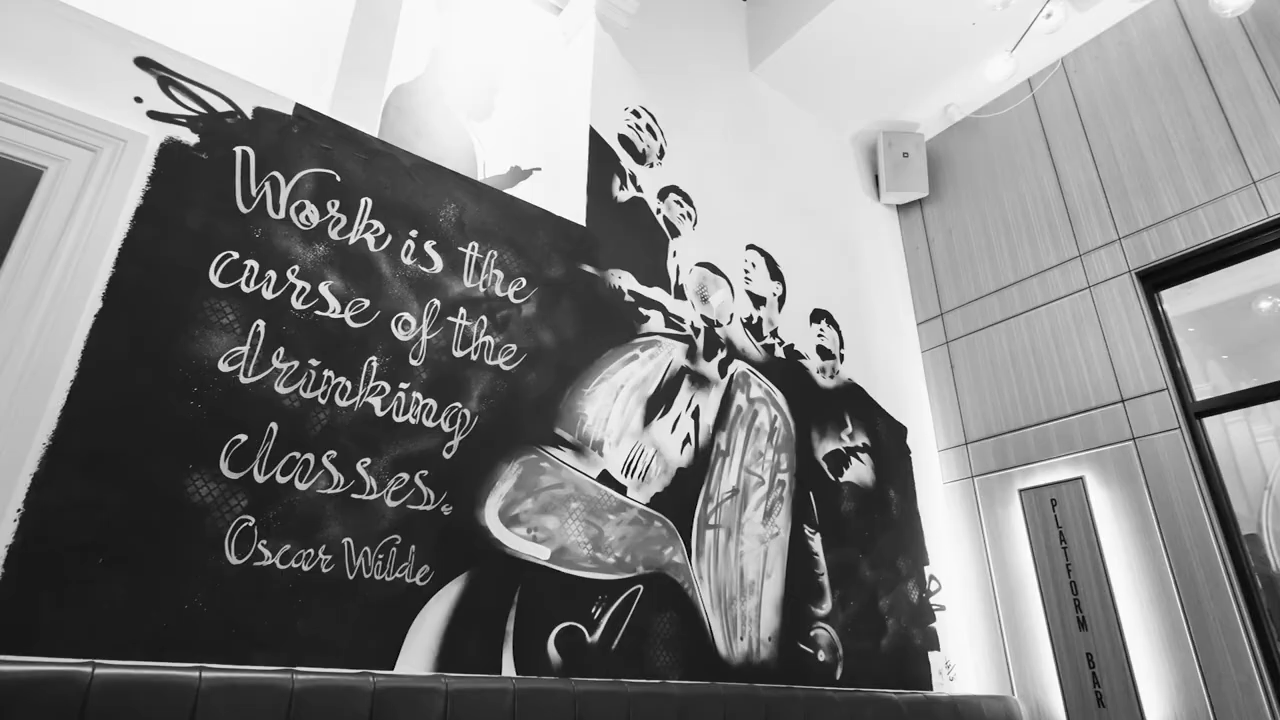 Work is the
curse of the
drinking
classes.
Oscar Wilde
PLATFORM BAR